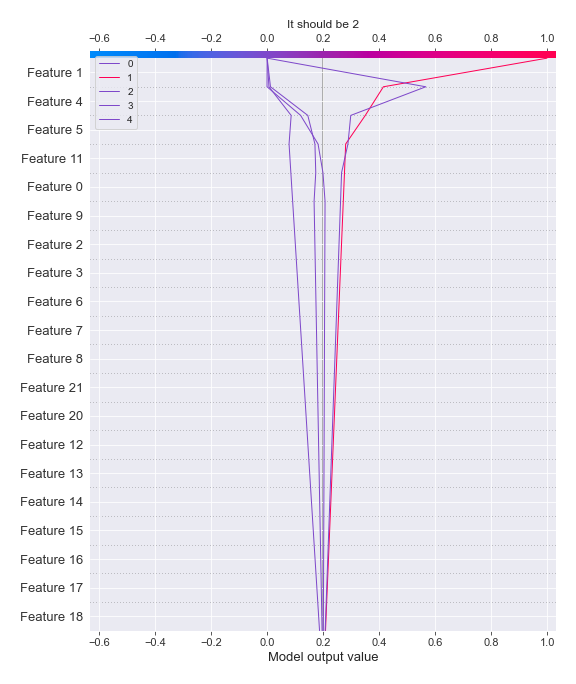 It should be 2
−0.6 −0.4 −0.2 0.0 0.2 0.4 0.6 0.8 1.0
0
1
2
3
4
Feature 1
Feature 4
Feature 5
Feature 11
Feature 0
Feature 9
Feature 2
Feature 3
Feature 6
Feature 7
Feature 8
Feature 21
Feature 20
Feature 12
Feature 13
Feature 14
Feature 15
Feature 16
Feature 17
Feature 18
−0.6 −0.4 −0.2 0.0 0.2 0.4 0.6 0.8 1.0
Model output value